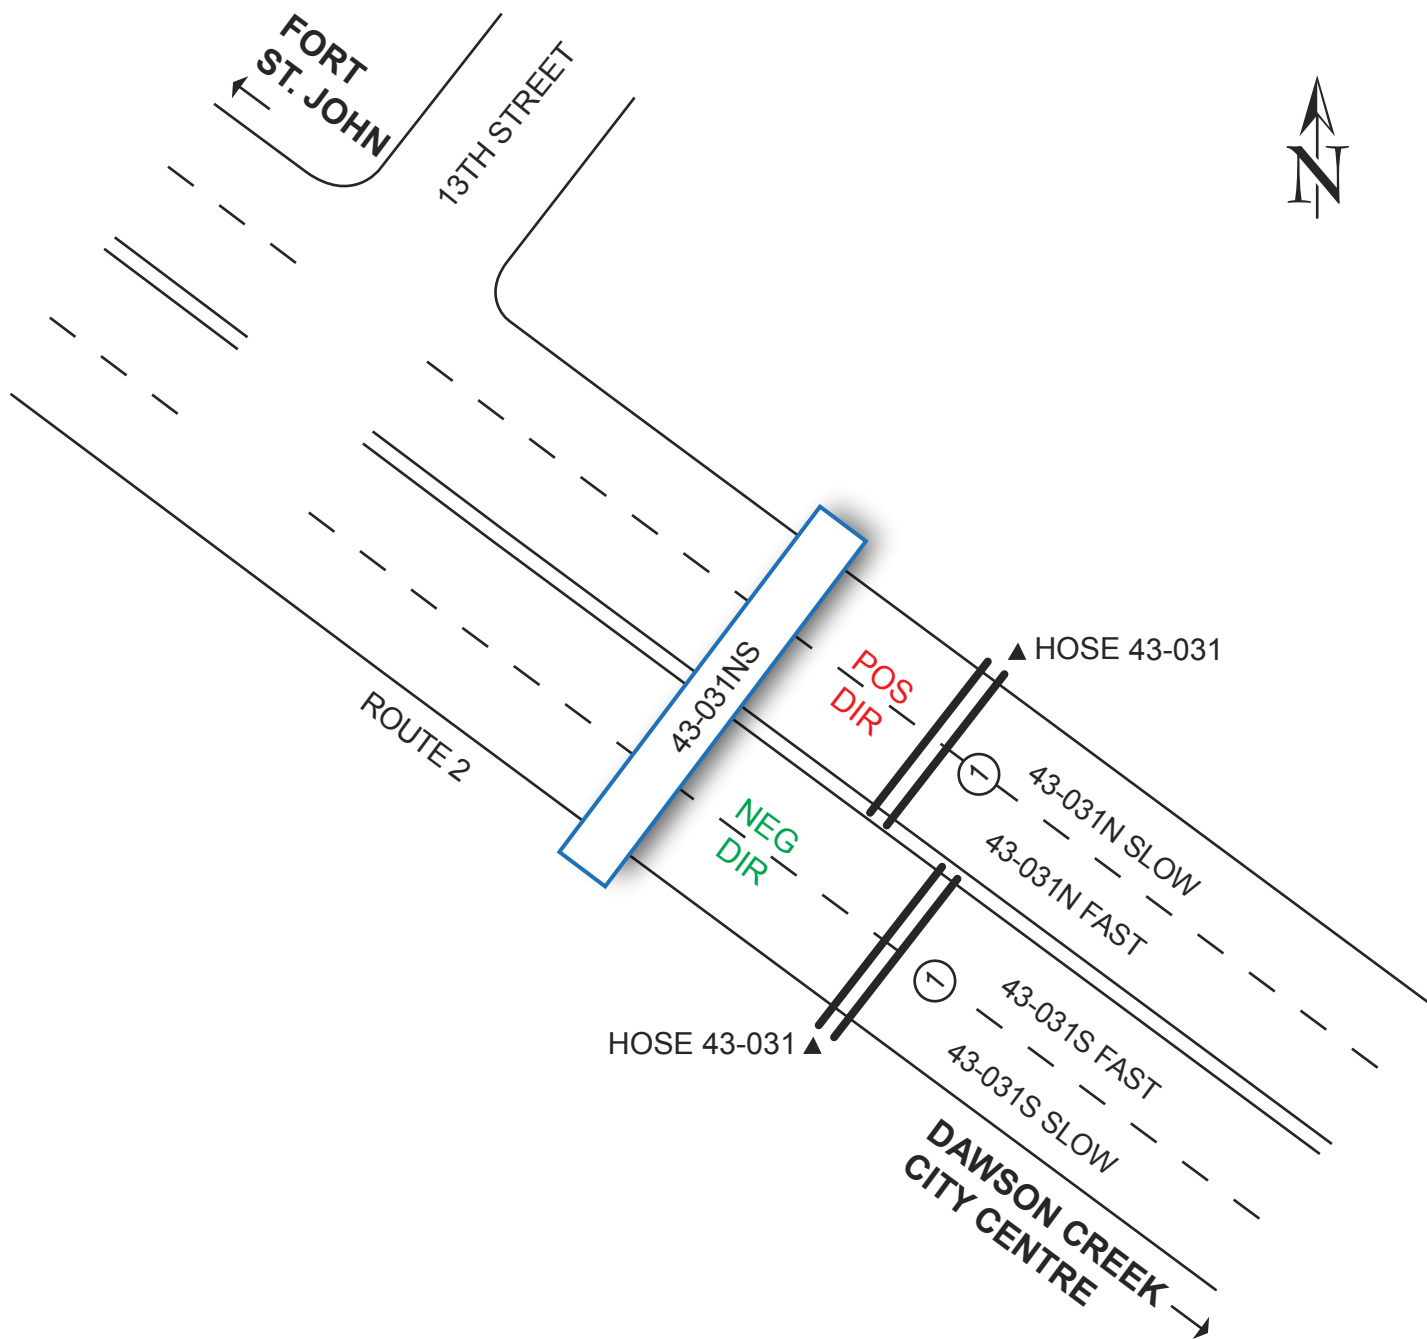 FORT
ST. JOHN
13TH STREET
N
▲ HOSE 43-031
POS
DIR
43-031NS
ROUTE 2
1
43-031N SLOW
43-031N FAST
NEG
DIR
1
43-031S FAST
43-031S SLOW
HOSE 43-031 ▲
DAWSON CREEK
CITY CENTRE